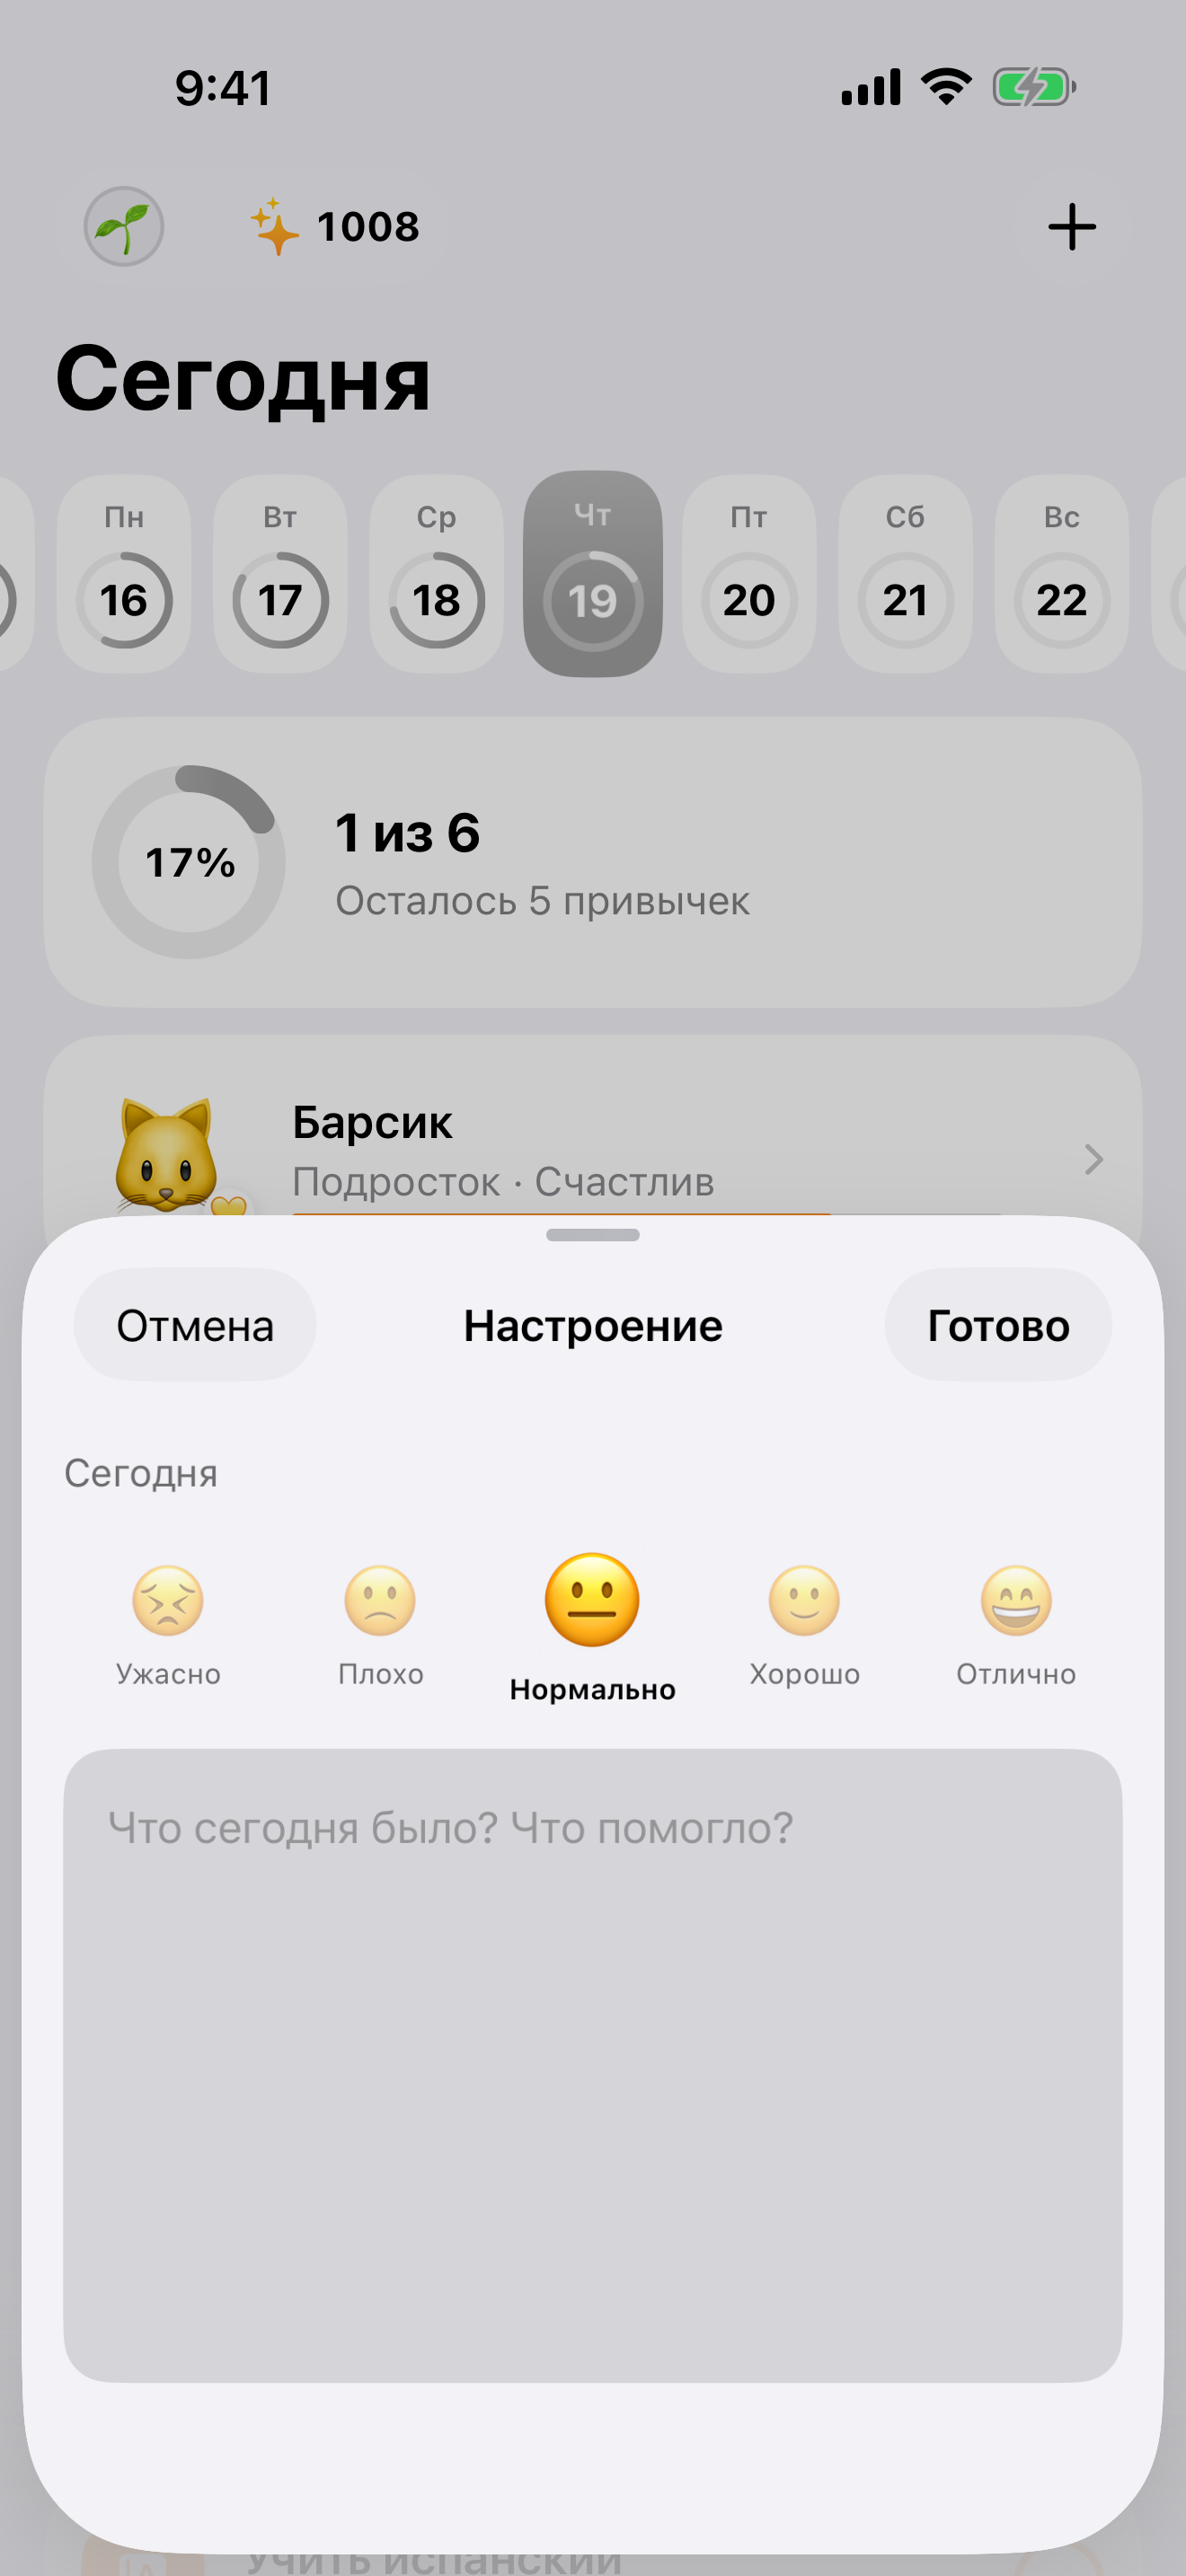 9:41
1008
Сегодня
Пн Вт Ср Чт Пт Сб Вс
16 17 18 19 20 21 22
17%
1 из 6
Осталось 5 привычек
Барсик
Подросток · Счастлив
Отмена Настроение Готово
Сегодня
Ужасно Плохо Нормально Хорошо Отлично
Что сегодня было? Что помогло?
Учить испанский